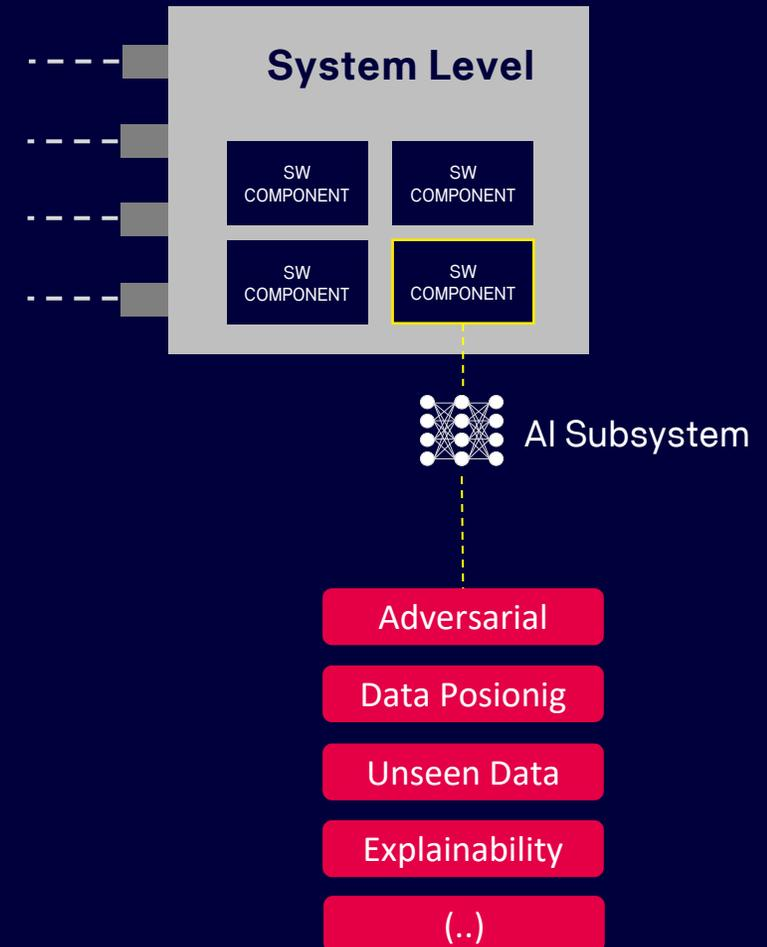 System Level
SW
COMPONENT
SW
COMPONENT
SW
COMPONENT
SW
COMPONENT
AI Subsystem
Adversarial
Data Posionig
Unseen Data
Explainability
(..)